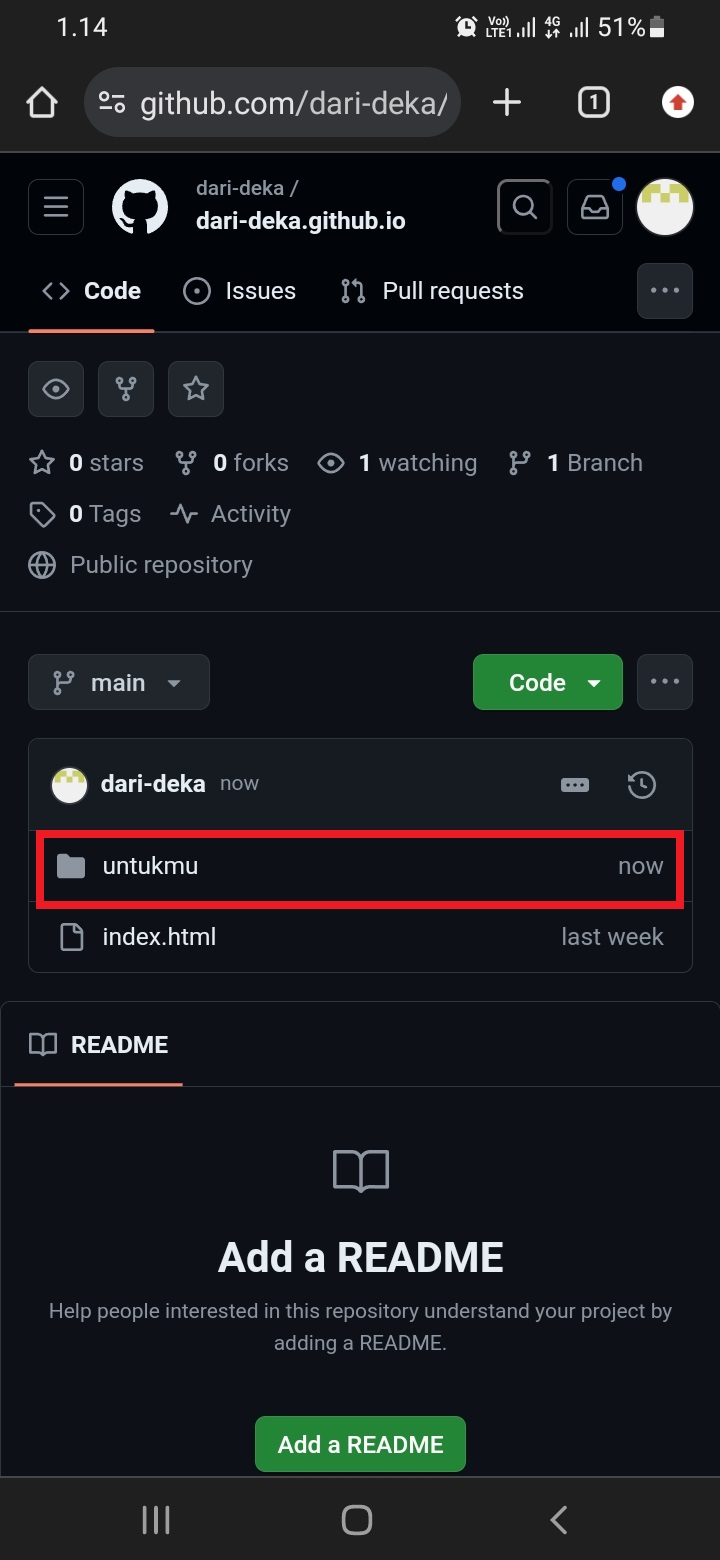 1.14 Vo)) LTE1 4G 51%
github.com/dari-deka/ 1
dari-deka /
dari-deka.github.io
Code Issues Pull requests
0 stars 0 forks 1 watching 1 Branch
0 Tags Activity
Public repository
main Code
dari-deka now
untukmu now
index.html last week
README
Add a README
Help people interested in this repository understand your project by
adding a README.
Add a README